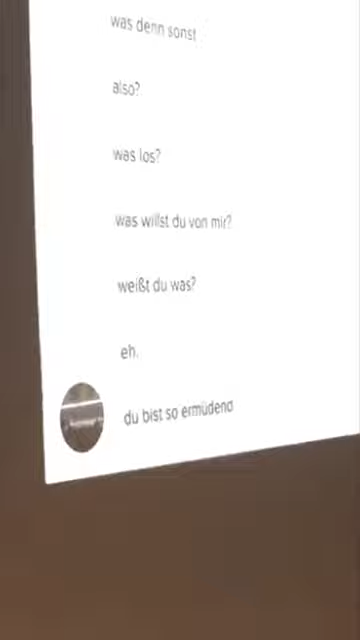 was denn sonst
also?
was los?
was willst du von mir?
weißt du was?
eh.
du bist so ermüdend